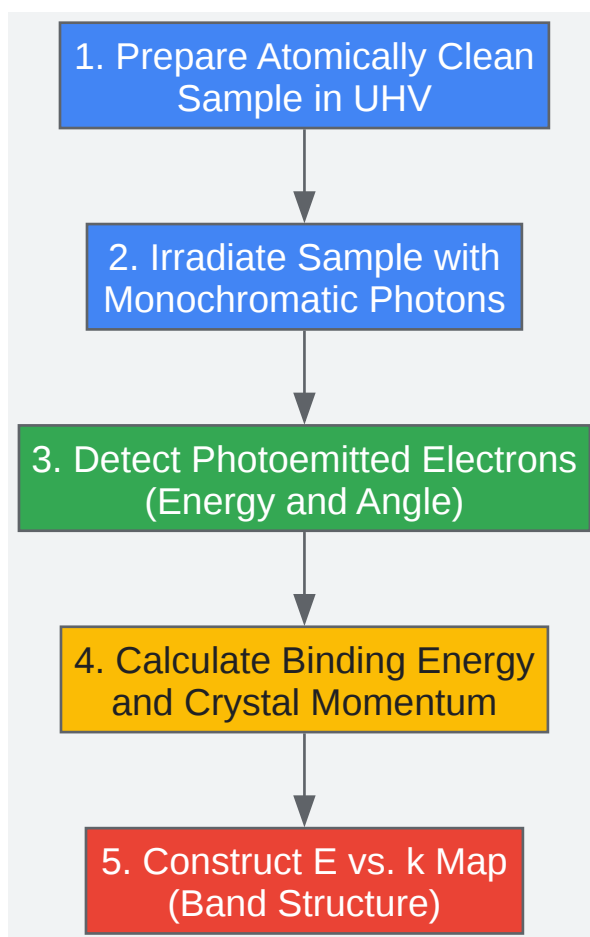 1. Prepare Atomically Clean
Sample in UHV
2. Irradiate Sample with
Monochromatic Photons
3. Detect Photoemitted Electrons
(Energy and Angle)
4. Calculate Binding Energy
and Crystal Momentum
5. Construct E vs. k Map
(Band Structure)